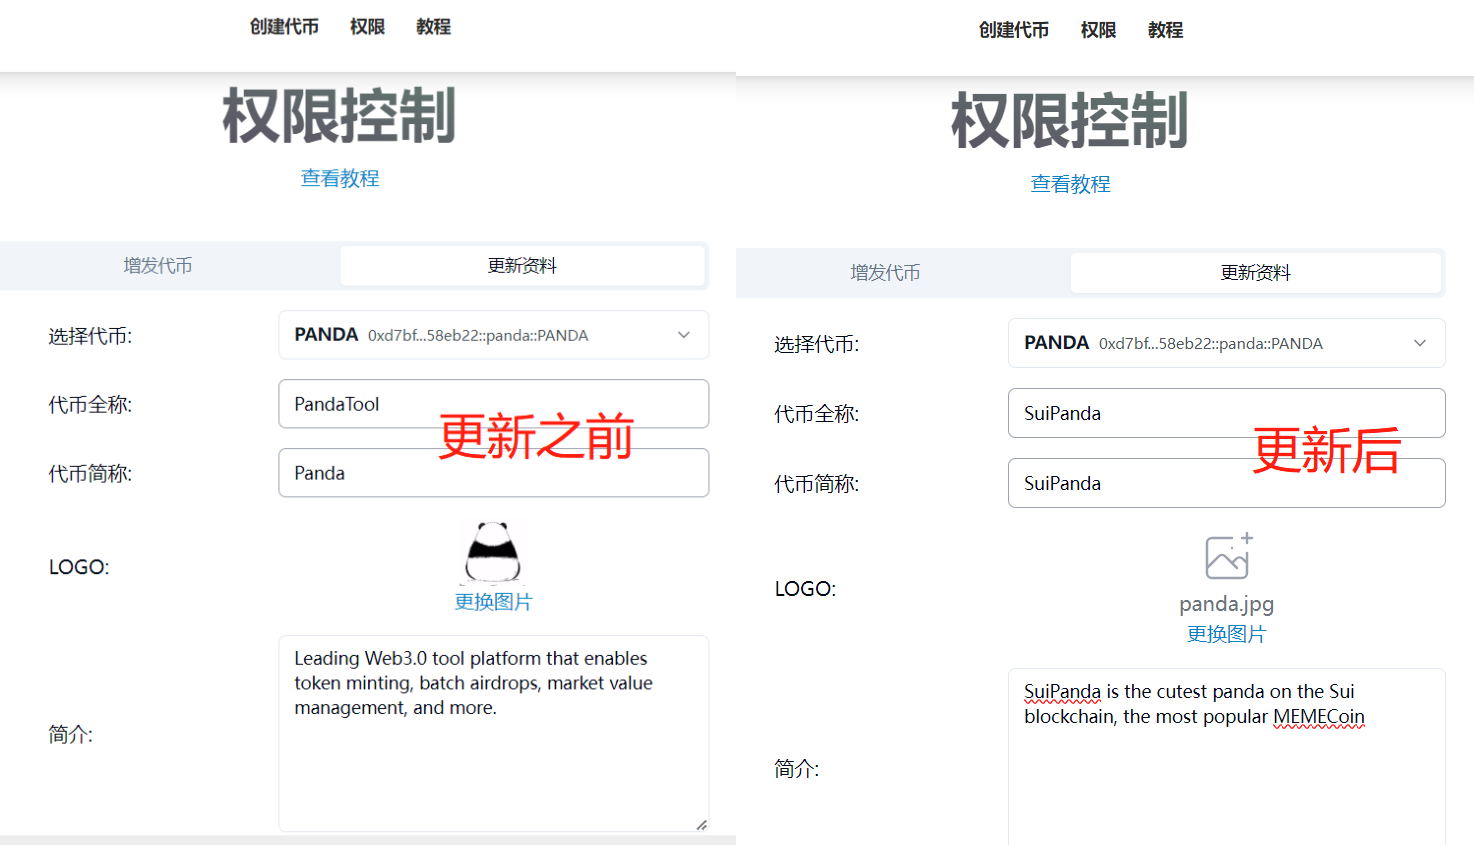 创建代币 权限 教程
权限控制
查看教程
增发代币 更新资料
选择代币: PANDA 0xd7bf...58eb22::panda::PANDA
代币全称: PandaTool
更新之前
代币简称: Panda
LOGO:
更换图片
简介:
Leading Web3.0 tool platform that enables
token minting, batch airdrops, market value
management, and more.
创建代币 权限 教程
权限控制
查看教程
增发代币 更新资料
选择代币: PANDA 0xd7bf...58eb22::panda::PANDA
代币全称: SuiPanda
更新后
代币简称: SuiPanda
LOGO:
panda.jpg
更换图片
简介:
SuiPanda is the cutest panda on the Sui
blockchain, the most popular MEMECoin